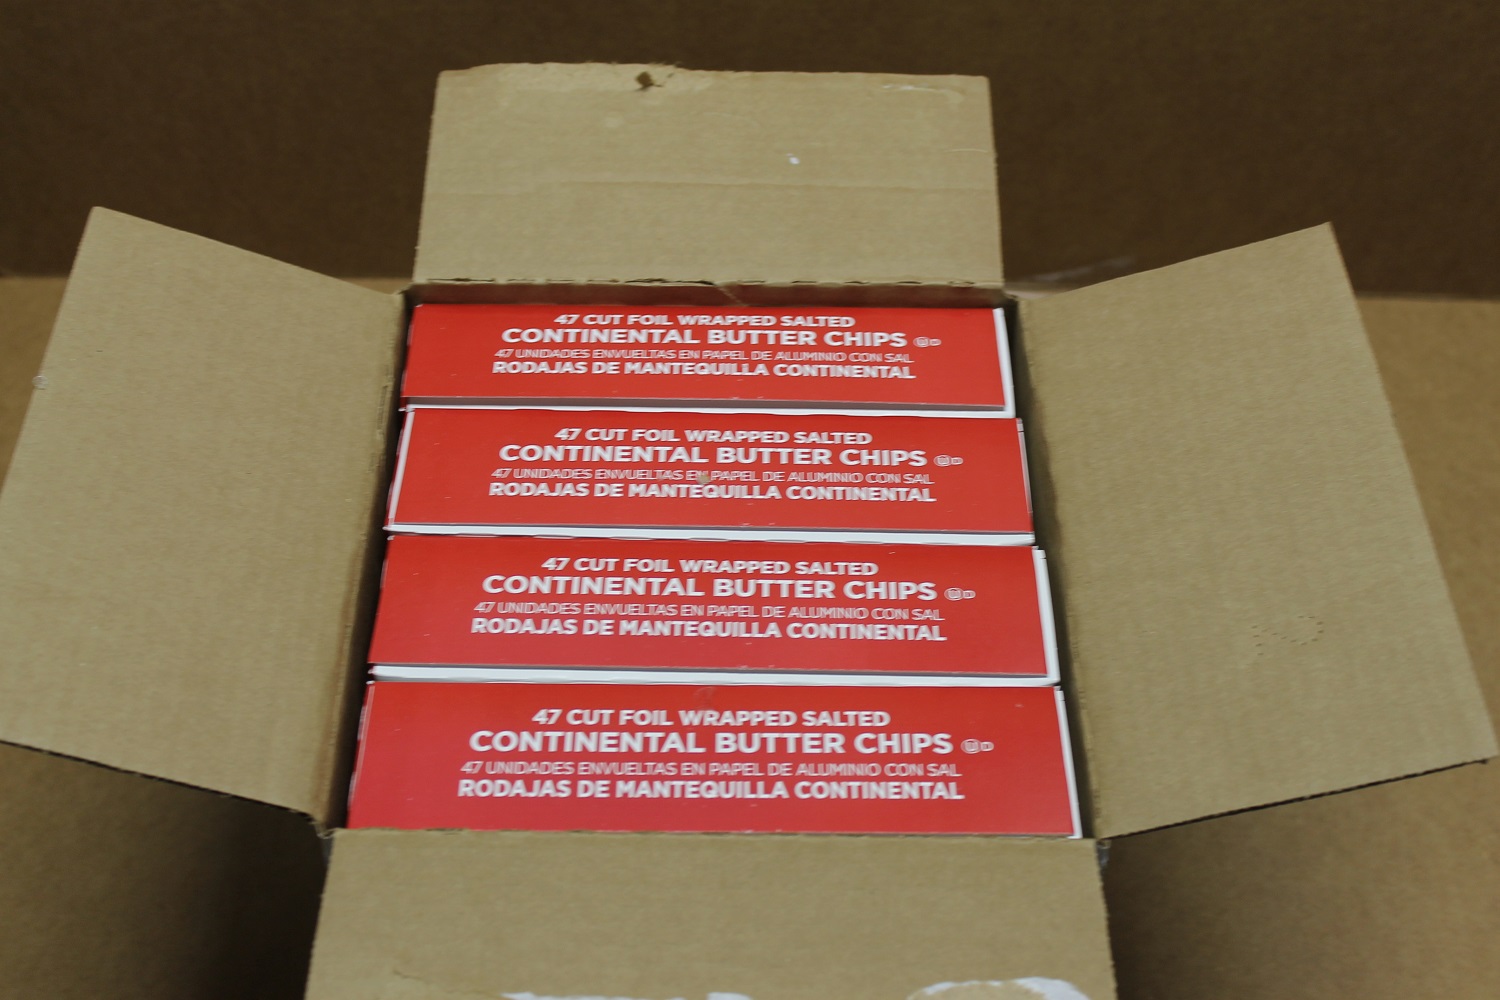 47 CUT FOIL WRAPPED SALTED
CONTINENTAL BUTTER CHIPS Ⓤ D
47 UNIDADES ENVUELTAS EN PAPEL DE ALUMINIO CON SAL
RODAJAS DE MANTEQUILLA CONTINENTAL
47 CUT FOIL WRAPPED SALTED
CONTINENTAL BUTTER CHIPS Ⓤ D
47 UNIDADES ENVUELTAS EN PAPEL DE ALUMINIO CON SAL
RODAJAS DE MANTEQUILLA CONTINENTAL
47 CUT FOIL WRAPPED SALTED
CONTINENTAL BUTTER CHIPS Ⓤ D
47 UNIDADES ENVUELTAS EN PAPEL DE ALUMINIO CON SAL
RODAJAS DE MANTEQUILLA CONTINENTAL
47 CUT FOIL WRAPPED SALTED
CONTINENTAL BUTTER CHIPS Ⓤ D
47 UNIDADES ENVUELTAS EN PAPEL DE ALUMINIO CON SAL
RODAJAS DE MANTEQUILLA CONTINENTAL